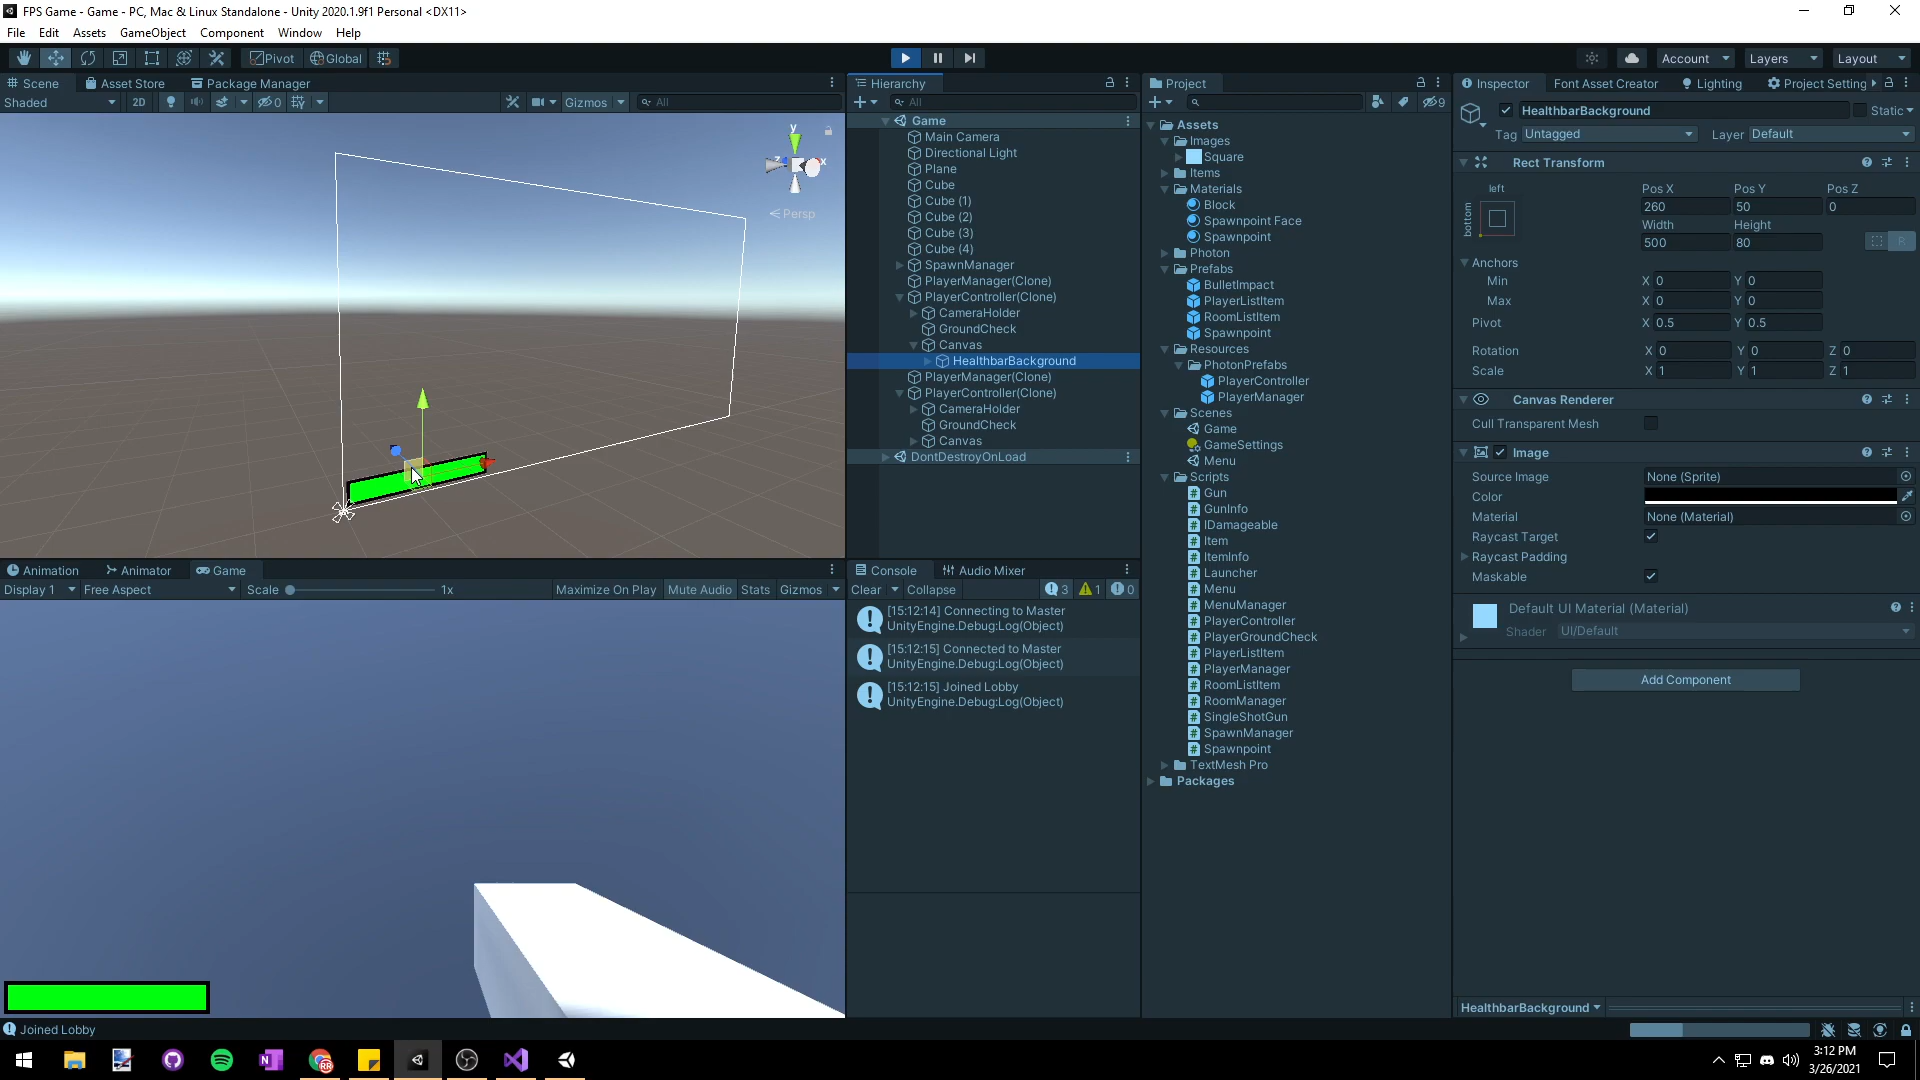 FPS Game - Game - PC, Mac & Linux Standalone - Unity 2020.1.9f1 Personal <DX11>
File Edit Assets GameObject Component Window Help
Pivot Global Account Layers Layout
Scene Asset Store Package Manager
Shaded 2D 0 Gizmos All
y
z
x
Persp
Animation Animator Game
Display 1 Free Aspect Scale 1x Maximize On Play Mute Audio Stats Gizmos
Hierarchy
All
Game
Main Camera
Directional Light
Plane
Cube
Cube (1)
Cube (2)
Cube (3)
Cube (4)
SpawnManager
PlayerManager(Clone)
PlayerController(Clone)
CameraHolder
GroundCheck
Canvas
HealthbarBackground
PlayerManager(Clone)
PlayerController(Clone)
CameraHolder
GroundCheck
Canvas
DontDestroyOnLoad
Console Audio Mixer
Clear Collapse 3 1 0
[15:12:14] Connecting to Master
UnityEngine.Debug:Log(Object)
[15:12:15] Connected to Master
UnityEngine.Debug:Log(Object)
[15:12:15] Joined Lobby
UnityEngine.Debug:Log(Object)
Project
9
Assets
Images
Square
Items
Materials
Block
Spawnpoint Face
Spawnpoint
Photon
Prefabs
BulletImpact
PlayerListItem
RoomListItem
Spawnpoint
Resources
PhotonPrefabs
PlayerController
PlayerManager
Scenes
Game
GameSettings
Menu
Scripts
Gun
GunInfo
IDamageable
Item
ItemInfo
Launcher
Menu
MenuManager
PlayerController
PlayerGroundCheck
PlayerListItem
PlayerManager
RoomListItem
RoomManager
SingleShotGun
SpawnManager
Spawnpoint
TextMesh Pro
Packages
Inspector Font Asset Creator Lighting Project Setting
HealthbarBackground Static
Tag Untagged Layer Default
Rect Transform
left
bottom
Pos X Pos Y Pos Z
260 50 0
Width Height
500 80 R
Anchors
Min X 0 Y 0
Max X 0 Y 0
Pivot X 0.5 Y 0.5
Rotation X 0 Y 0 Z 0
Scale X 1 Y 1 Z 1
Canvas Renderer
Cull Transparent Mesh
Image
Source Image None (Sprite)
Color
Material None (Material)
Raycast Target
Raycast Padding
Maskable
Default UI Material (Material)
Shader UI/Default
Add Component
HealthbarBackground
Joined Lobby
3:12 PM
3/26/2021